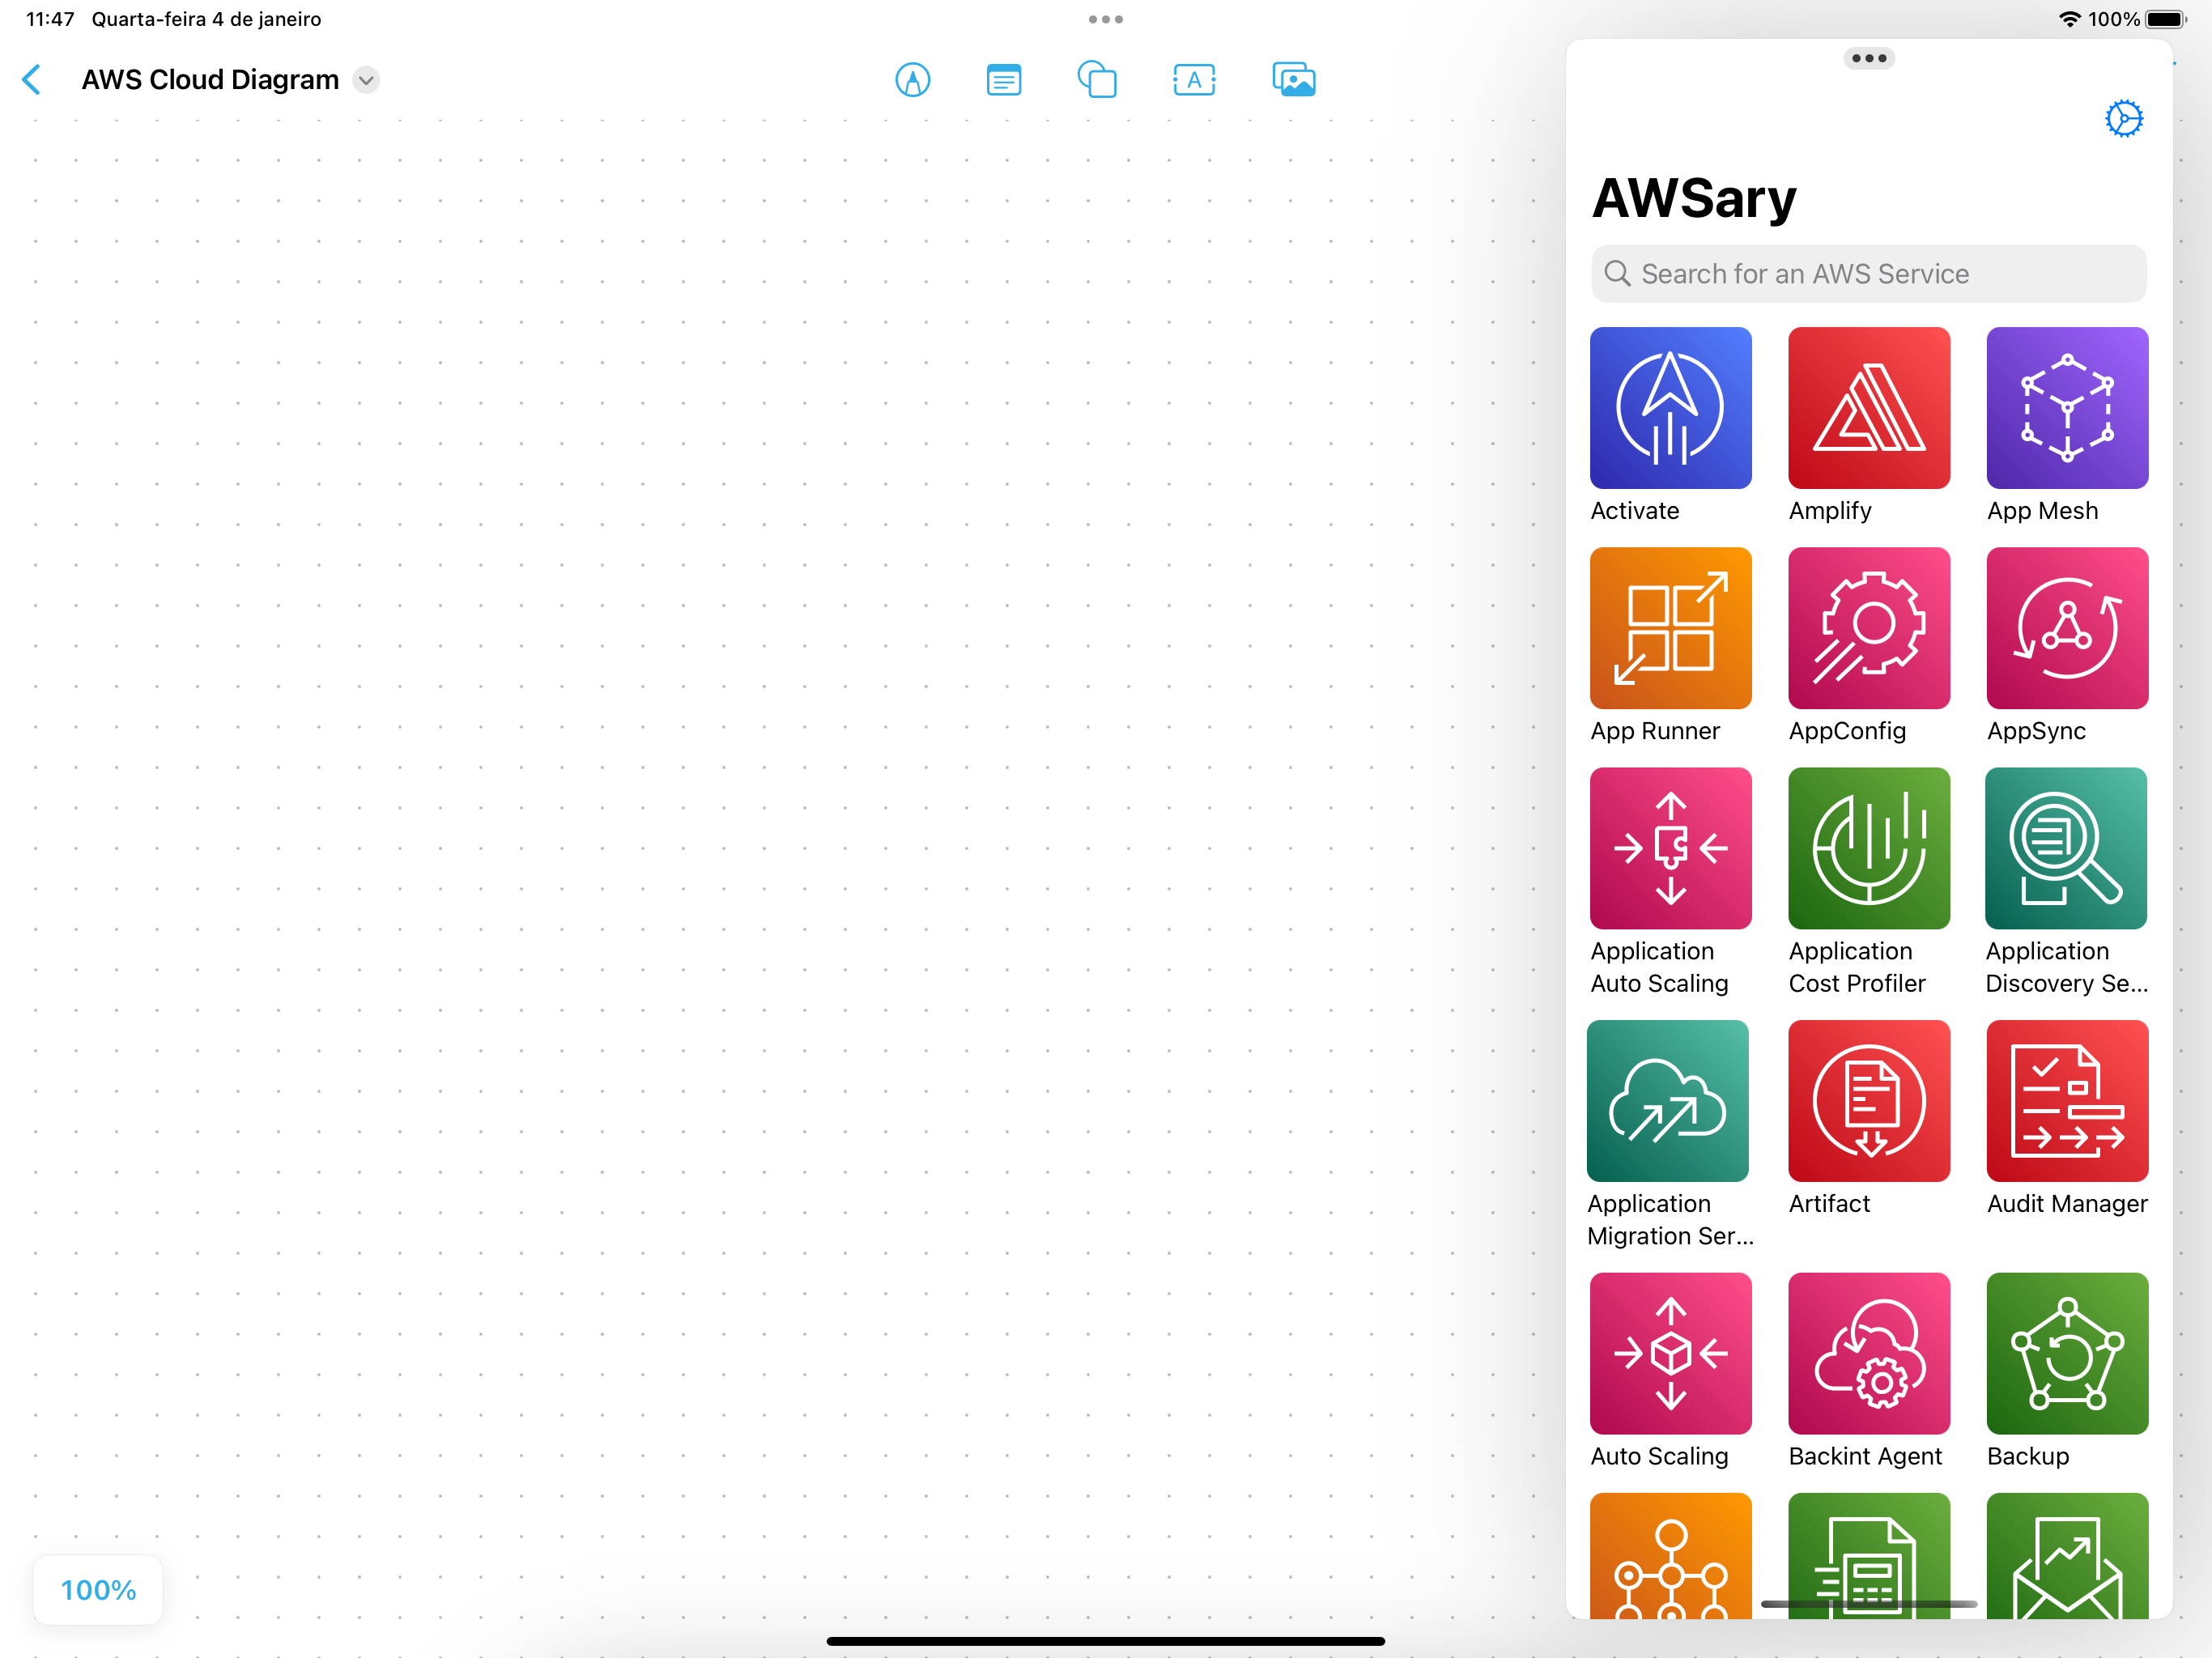 11:47 Quarta-feira 4 de janeiro
100%
AWS Cloud Diagram
A
AWSary
Search for an AWS Service
Activate
Amplify
App Mesh
App Runner
AppConfig
AppSync
Application
Auto Scaling
Application
Cost Profiler
Application
Discovery Se...
Application
Migration Ser...
Artifact
Audit Manager
Auto Scaling
Backint Agent
Backup
100%